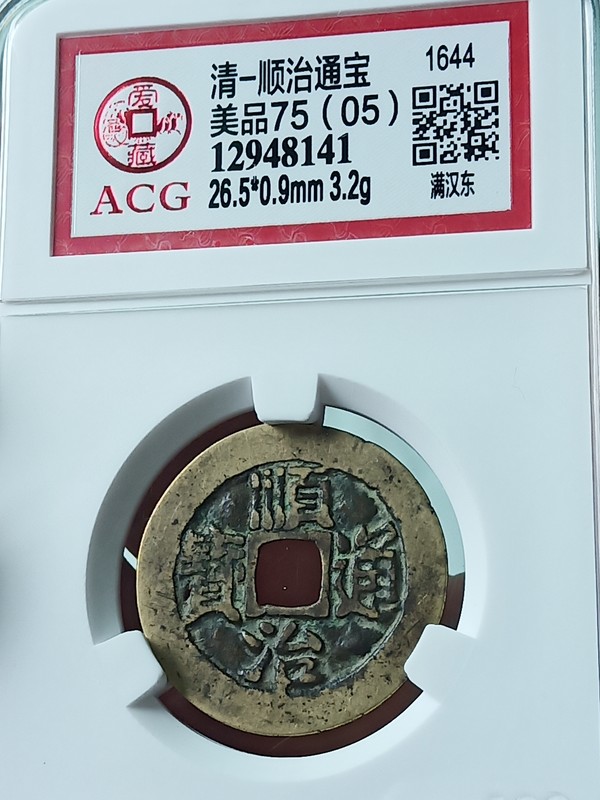 清-顺治通宝
1644
美品75（05）
12948141
26.5*0.9mm 3.2g
满汉东
爱藏
ACG
順治通寶